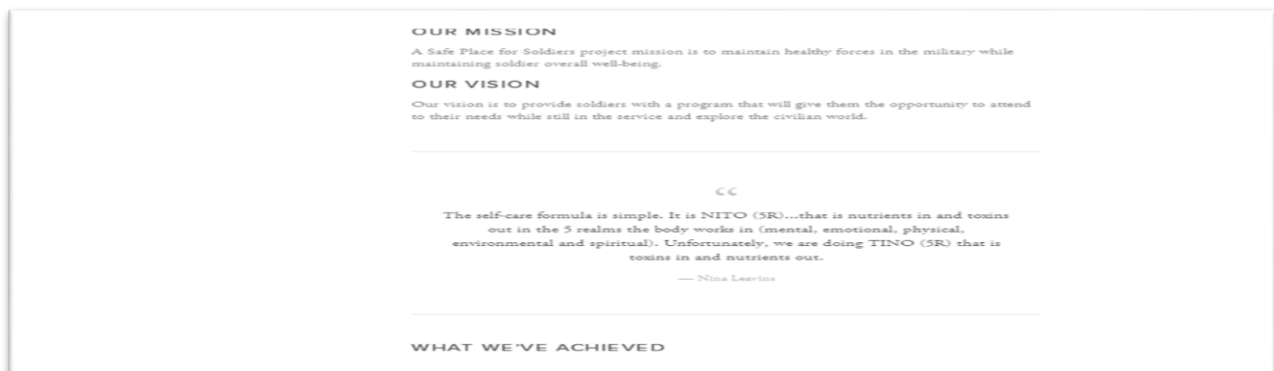 OUR MISSION
A Safe Place for Soldiers project mission is to maintain healthy forces in the military while
maintaining soldier overall well-being.
OUR VISION
Our vision is to provide soldiers with a program that will give them the opportunity to attend
to their needs while still in the service and explore the civilian world.
“
The self-care formula is simple. It is NITO (5R)...that is nutrients in and toxins
out in the 5 realms the body works in (mental, emotional, physical,
environmental and spiritual). Unfortunately, we are doing TINO (5R) that is
toxins in and nutrients out.
— Nina Leavins
WHAT WE'VE ACHIEVED